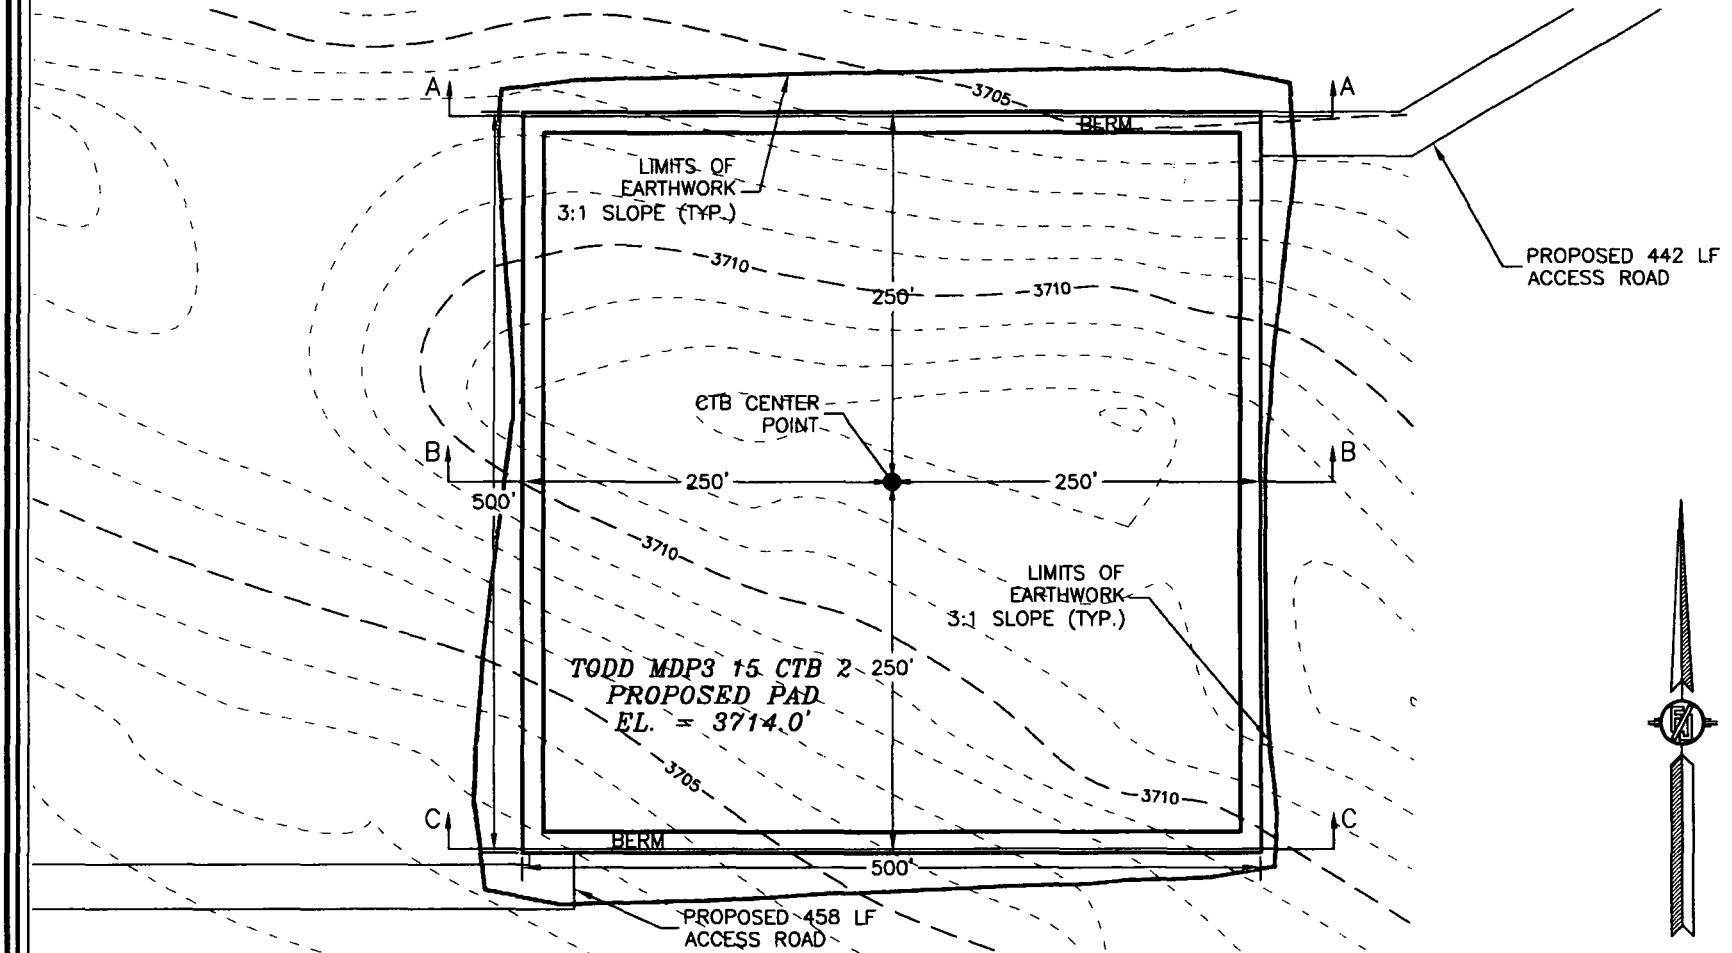 A
A
3705
BERM
LIMITS OF
EARTHWORK
3:1 SLOPE (TYP.)
PROPOSED 442 LF
ACCESS ROAD
3710
3710
250'
CTB CENTER
POINT
B
B
250'
250'
500'
3710
LIMITS OF
EARTHWORK
3:1 SLOPE (TYP.)
TODD MDP3 15 CTB 2
PROPOSED PAD
EL. = 3714.0'
250'
3705
3710
C
C
BERM
500'
PROPOSED 458 LF
ACCESS ROAD